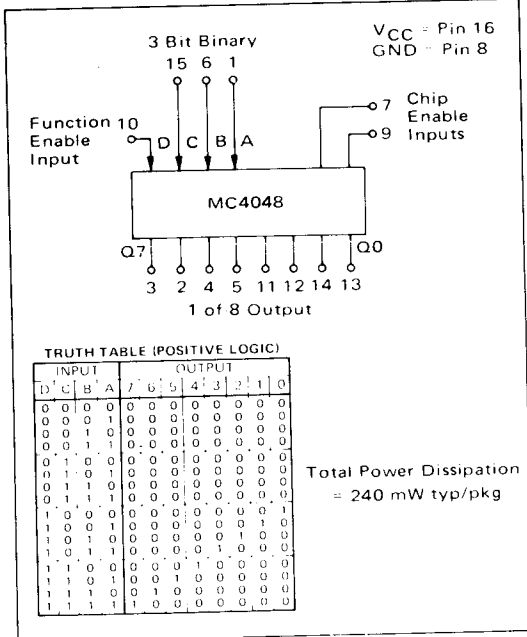 3 Bit Binary
15 6 1
V_CC = Pin 16
GND = Pin 8
Function 10
Enable
Input
D C B A
7 Chip
Enable
9 Inputs
MC4048
Q7 Q0
3 2 4 5 11 12 14 13
1 of 8 Output
TRUTH TABLE (POSITIVE LOGIC)
INPUT OUTPUT
D C B A 7 6 5 4 3 2 1 0
0 0 0 0 0 0 0 0 0 0 0 0
0 0 0 1 0 0 0 0 0 0 0 0
0 0 1 0 0 0 0 0 0 0 0 0
0 0 1 1 0 0 0 0 0 0 0 0
0 1 0 0 0 0 0 0 0 0 0 0
0 1 0 1 0 0 0 0 0 0 0 0
0 1 1 0 0 0 0 0 0 0 0 0
0 1 1 1 0 0 0 0 0 0 0 0
1 0 0 0 0 0 0 0 0 0 0 1
1 0 0 1 0 0 0 0 0 0 1 0
1 0 1 0 0 0 0 0 0 1 0 0
1 0 1 1 0 0 0 0 1 0 0 0
1 1 0 0 0 0 0 1 0 0 0 0
1 1 0 1 0 0 1 0 0 0 0 0
1 1 1 0 0 1 0 0 0 0 0 0
1 1 1 1 1 0 0 0 0 0 0 0
Total Power Dissipation
= 240 mW typ/pkg